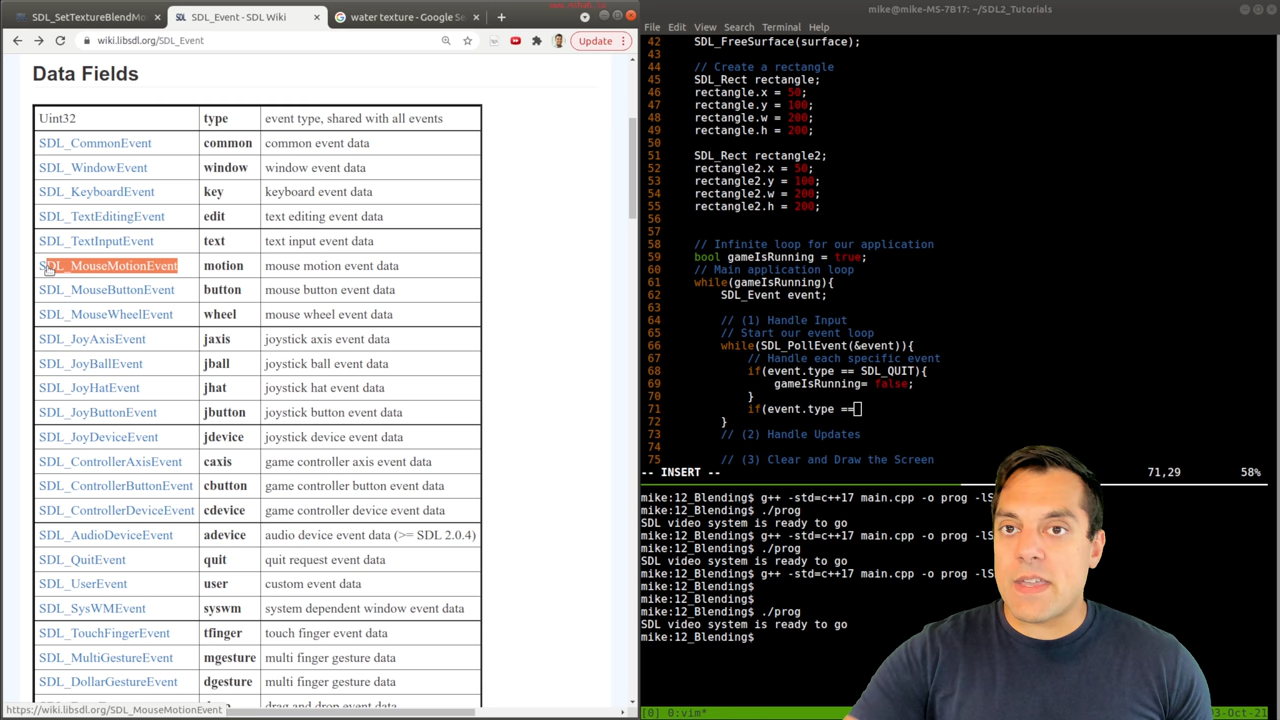 SDL_SetTextureBlendMo
SDL_Event - SDL Wiki
water texture - Google Se
wiki.libsdl.org/SDL_Event
Update
Data Fields
Uint32 type event type, shared with all events
SDL_CommonEvent common common event data
SDL_WindowEvent window window event data
SDL_KeyboardEvent key keyboard event data
SDL_TextEditingEvent edit text editing event data
SDL_TextInputEvent text text input event data
SDL_MouseMotionEvent motion mouse motion event data
SDL_MouseButtonEvent button mouse button event data
SDL_MouseWheelEvent wheel mouse wheel event data
SDL_JoyAxisEvent jaxis joystick axis event data
SDL_JoyBallEvent jball joystick ball event data
SDL_JoyHatEvent jhat joystick hat event data
SDL_JoyButtonEvent jbutton joystick button event data
SDL_JoyDeviceEvent jdevice joystick device event data
SDL_ControllerAxisEvent caxis game controller axis event data
SDL_ControllerButtonEvent cbutton game controller button event data
SDL_ControllerDeviceEvent cdevice game controller device event data
SDL_AudioDeviceEvent adevice audio device event data (>= SDL 2.0.4)
SDL_QuitEvent quit quit request event data
SDL_UserEvent user custom event data
SDL_SysWMEvent syswm system dependent window event data
SDL_TouchFingerEvent tfinger touch finger event data
SDL_MultiGestureEvent mgesture multi finger gesture data
SDL_DollarGestureEvent dgesture multi finger gesture data
https://wiki.libsdl.org/SDL_MouseMotionEvent
mike@mike-MS-7B17: ~/SDL2_Tutorials
File Edit View Search Terminal Help
42 SDL_FreeSurface(surface);
43
44 // Create a rectangle
45 SDL_Rect rectangle;
46 rectangle.x = 50;
47 rectangle.y = 100;
48 rectangle.w = 200;
49 rectangle.h = 200;
50
51 SDL_Rect rectangle2;
52 rectangle2.x = 50;
53 rectangle2.y = 100;
54 rectangle2.w = 200;
55 rectangle2.h = 200;
56
57
58 // Infinite loop for our application
59 bool gameIsRunning = true;
60 // Main application loop
61 while(gameIsRunning){
62 SDL_Event event;
63
64 // (1) Handle Input
65 // Start our event loop
66 while(SDL_PollEvent(&event)){
67 // Handle each specific event
68 if(event.type == SDL_QUIT){
69 gameIsRunning= false;
70 }
71 if(event.type ==
72 }
73 // (2) Handle Updates
74
75 // (3) Clear and Draw the Screen
-- INSERT -- 71,29 58%
mike:12_Blending$ g++ -std=c++17 main.cpp -o prog -lS
mike:12_Blending$ ./prog
SDL video system is ready to go
mike:12_Blending$ g++ -std=c++17 main.cpp -o prog -lS
mike:12_Blending$ ./prog
SDL video system is ready to go
mike:12_Blending$ g++ -std=c++17 main.cpp -o prog -lS
mike:12_Blending$
mike:12_Blending$
mike:12_Blending$ ./prog
SDL video system is ready to go
mike:12_Blending$
[0] 0:vim* 03-Oct-21